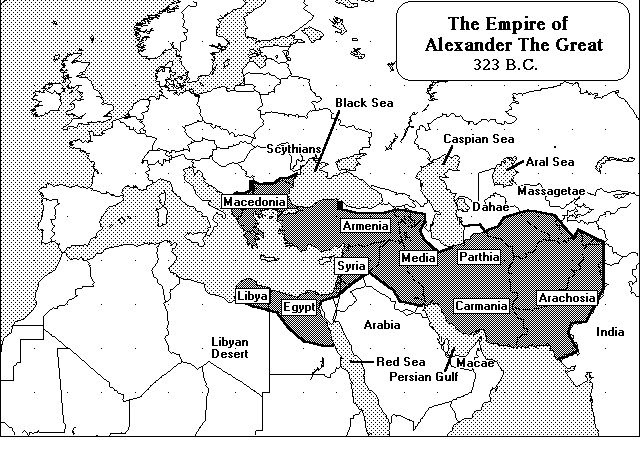 The Empire of
Alexander The Great
323 B.C.
Black Sea
Scythians
Caspian Sea
Aral Sea
Massagetae
Dahae
Macedonia
Armenia
Media
Parthia
Syria
Libya
Egypt
Carmania
Arachosia
Arabia
India
Libyan
Desert
Red Sea
Macae
Persian Gulf